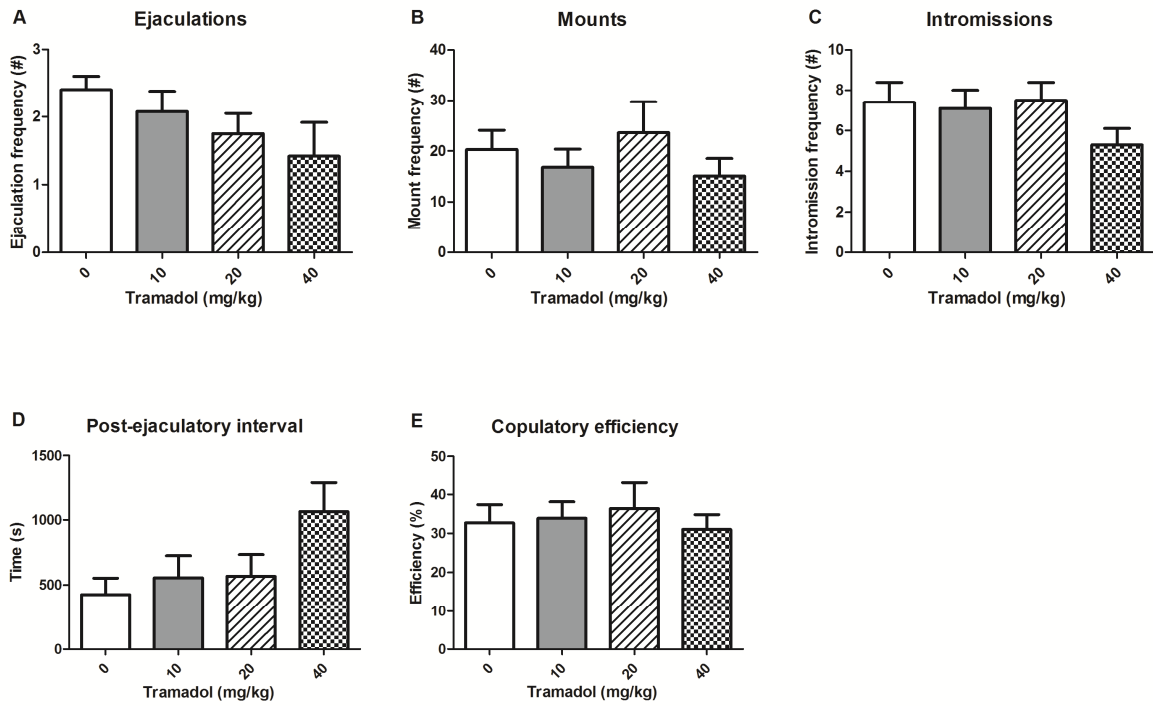 A
Ejaculations
Ejaculation frequency (#)
3
2
1
0
0
10
20
40
Tramadol (mg/kg)
B
Mounts
Mount frequency (#)
40
30
20
10
0
0
10
20
40
Tramadol (mg/kg)
C
Intromissions
Intromission frequency (#)
10
8
6
4
2
0
0
10
20
40
Tramadol (mg/kg)
D
Post-ejaculatory interval
Time (s)
1500
1000
500
0
0
10
20
40
Tramadol (mg/kg)
E
Copulatory efficiency
Efficiency (%)
50
40
30
20
10
0
0
10
20
40
Tramadol (mg/kg)